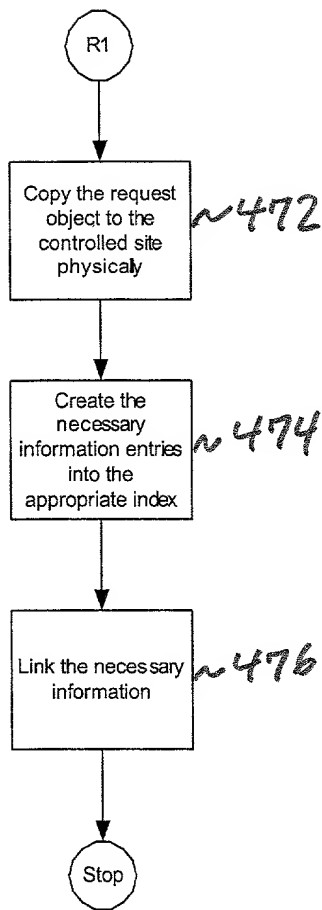 R1
Copy the request
object to the
controlled site
physically
~472
Create the
necessary
information entries
into the
appropriate index
~474
Link the necessary
information
~476
Stop